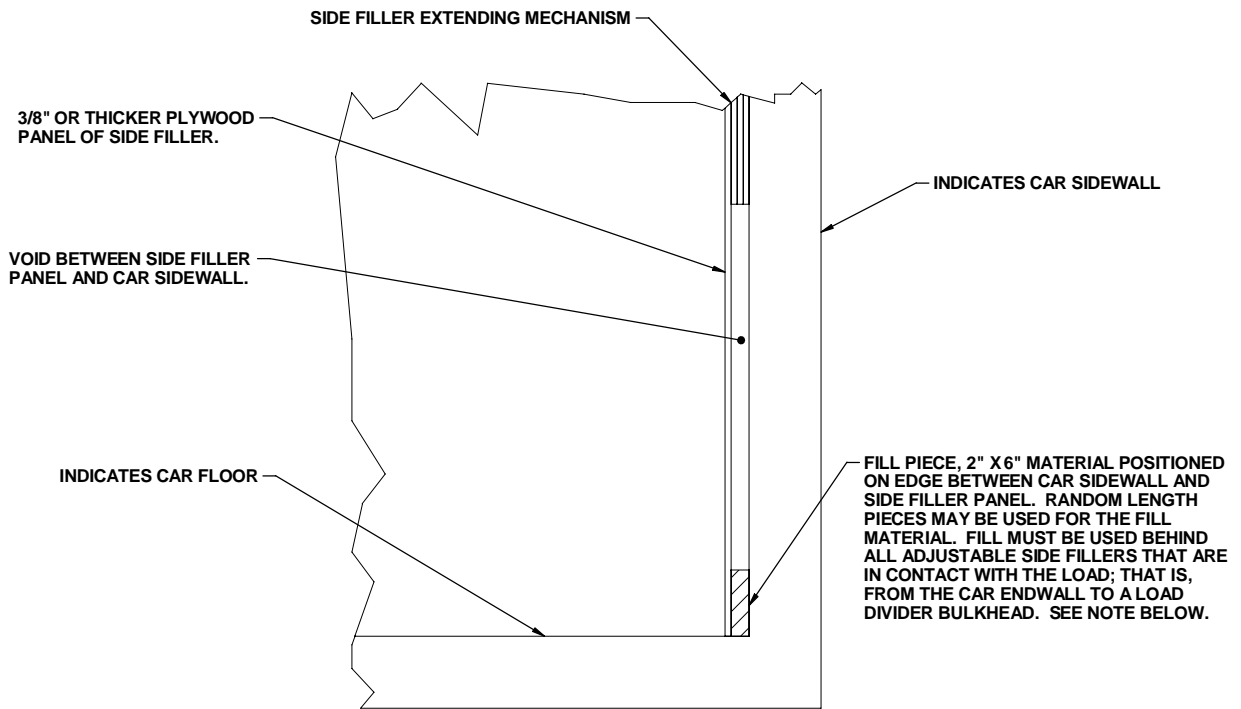 SIDE FILLER EXTENDING MECHANISM
3/8" OR THICKER PLYWOOD
PANEL OF SIDE FILLER.
INDICATES CAR SIDEWALL
VOID BETWEEN SIDE FILLER
PANEL AND CAR SIDEWALL.
INDICATES CAR FLOOR
FILL PIECE, 2" X 6" MATERIAL POSITIONED
ON EDGE BETWEEN CAR SIDEWALL AND
SIDE FILLER PANEL. RANDOM LENGTH
PIECES MAY BE USED FOR THE FILL
MATERIAL. FILL MUST BE USED BEHIND
ALL ADJUSTABLE SIDE FILLERS THAT ARE
IN CONTACT WITH THE LOAD; THAT IS,
FROM THE CAR ENDWALL TO A LOAD
DIVIDER BULKHEAD. SEE NOTE BELOW.